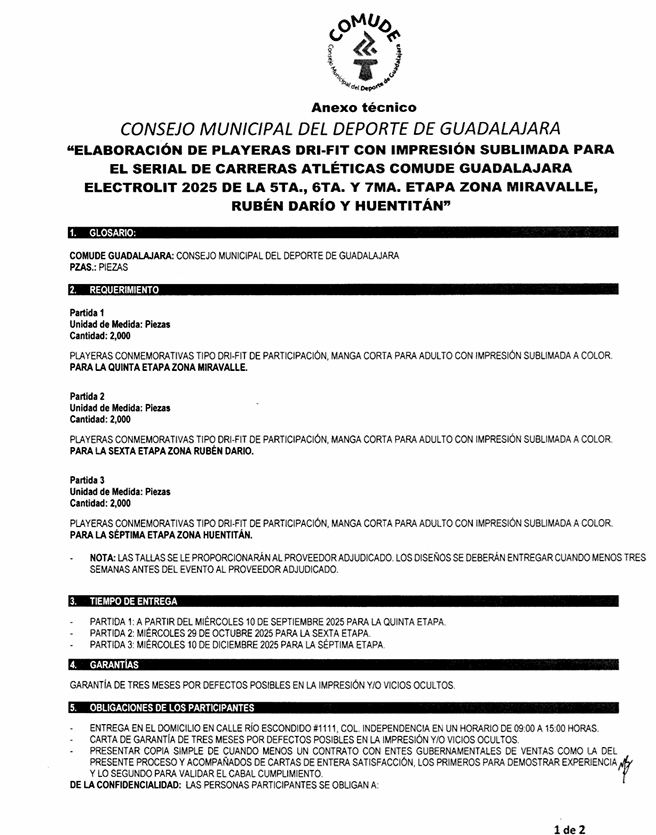 COMUDE
Consejo Municipal del Deporte de Guadalajara
Anexo técnico
CONSEJO MUNICIPAL DEL DEPORTE DE GUADALAJARA
“ELABORACIÓN DE PLAYERAS DRI-FIT CON IMPRESIÓN SUBLIMADA PARA
EL SERIAL DE CARRERAS ATLÉTICAS COMUDE GUADALAJARA
ELECTROLIT 2025 DE LA 5TA., 6TA. Y 7MA. ETAPA ZONA MIRAVALLE,
RUBÉN DARÍO Y HUENTITÁN”
1. GLOSARIO:
COMUDE GUADALAJARA: CONSEJO MUNICIPAL DEL DEPORTE DE GUADALAJARA
PZAS.: PIEZAS
2. REQUERIMIENTO
Partida 1
Unidad de Medida: Piezas
Cantidad: 2,000
PLAYERAS CONMEMORATIVAS TIPO DRI-FIT DE PARTICIPACIÓN, MANGA CORTA PARA ADULTO CON IMPRESIÓN SUBLIMADA A COLOR.
PARA LA QUINTA ETAPA ZONA MIRAVALLE.
Partida 2
Unidad de Medida: Piezas
Cantidad: 2,000
PLAYERAS CONMEMORATIVAS TIPO DRI-FIT DE PARTICIPACIÓN, MANGA CORTA PARA ADULTO CON IMPRESIÓN SUBLIMADA A COLOR.
PARA LA SEXTA ETAPA ZONA RUBÉN DARIO.
Partida 3
Unidad de Medida: Piezas
Cantidad: 2,000
PLAYERAS CONMEMORATIVAS TIPO DRI-FIT DE PARTICIPACIÓN, MANGA CORTA PARA ADULTO CON IMPRESIÓN SUBLIMADA A COLOR.
PARA LA SÉPTIMA ETAPA ZONA HUENTITÁN.
- NOTA: LAS TALLAS SE LE PROPORCIONARÁN AL PROVEEDOR ADJUDICADO. LOS DISEÑOS SE DEBERÁN ENTREGAR CUANDO MENOS TRES
SEMANAS ANTES DEL EVENTO AL PROVEEDOR ADJUDICADO.
3. TIEMPO DE ENTREGA
- PARTIDA 1: A PARTIR DEL MIÉRCOLES 10 DE SEPTIEMBRE 2025 PARA LA QUINTA ETAPA.
- PARTIDA 2: MIÉRCOLES 29 DE OCTUBRE 2025 PARA LA SEXTA ETAPA.
- PARTIDA 3: MIÉRCOLES 10 DE DICIEMBRE 2025 PARA LA SÉPTIMA ETAPA.
4. GARANTÍAS
GARANTÍA DE TRES MESES POR DEFECTOS POSIBLES EN LA IMPRESIÓN Y/O VICIOS OCULTOS.
5. OBLIGACIONES DE LOS PARTICIPANTES
- ENTREGA EN EL DOMICILIO EN CALLE RÍO ESCONDIDO #1111, COL. INDEPENDENCIA EN UN HORARIO DE 09:00 A 15:00 HORAS.
- CARTA DE GARANTÍA DE TRES MESES POR DEFECTOS POSIBLES EN LA IMPRESIÓN Y/O VICIOS OCULTOS.
- PRESENTAR COPIA SIMPLE DE CUANDO MENOS UN CONTRATO CON ENTES GUBERNAMENTALES DE VENTAS COMO LA DEL
PRESENTE PROCESO Y ACOMPAÑADOS DE CARTAS DE ENTERA SATISFACCIÓN, LOS PRIMEROS PARA DEMOSTRAR EXPERIENCIA
Y LO SEGUNDO PARA VALIDAR EL CABAL CUMPLIMIENTO.
DE LA CONFIDENCIALIDAD: LAS PERSONAS PARTICIPANTES SE OBLIGAN A:
1 de 2